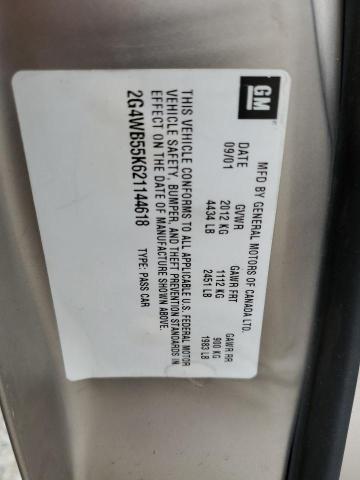 GM
MFD BY GENERAL MOTORS OF CANADA LTD.
DATE GVWR GAWR FRT GAWR RR
09/01 2012 KG 1112 KG 900 KG
4434 LB 2451 LB 1983 LB
THIS VEHICLE CONFORMS TO ALL APPLICABLE U.S. FEDERAL MOTOR
VEHICLE SAFETY, BUMPER, AND THEFT PREVENTION STANDARDS IN
EFFECT ON THE DATE OF MANUFACTURE SHOWN ABOVE.
2G4WB55K621144618 TYPE: PASS CAR